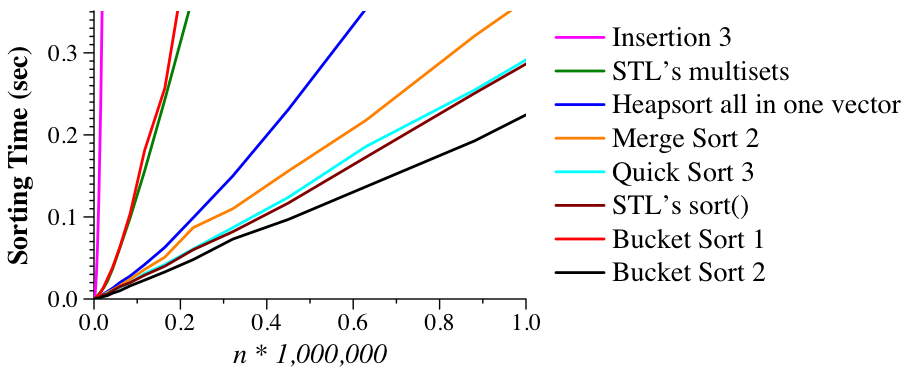 Sorting Time (sec)
0.3
0.2
0.1
0.0
0.0 0.2 0.4 0.6 0.8 1.0
n * 1,000,000
Insertion 3
STL's multisets
Heapsort all in one vector
Merge Sort 2
Quick Sort 3
STL's sort()
Bucket Sort 1
Bucket Sort 2